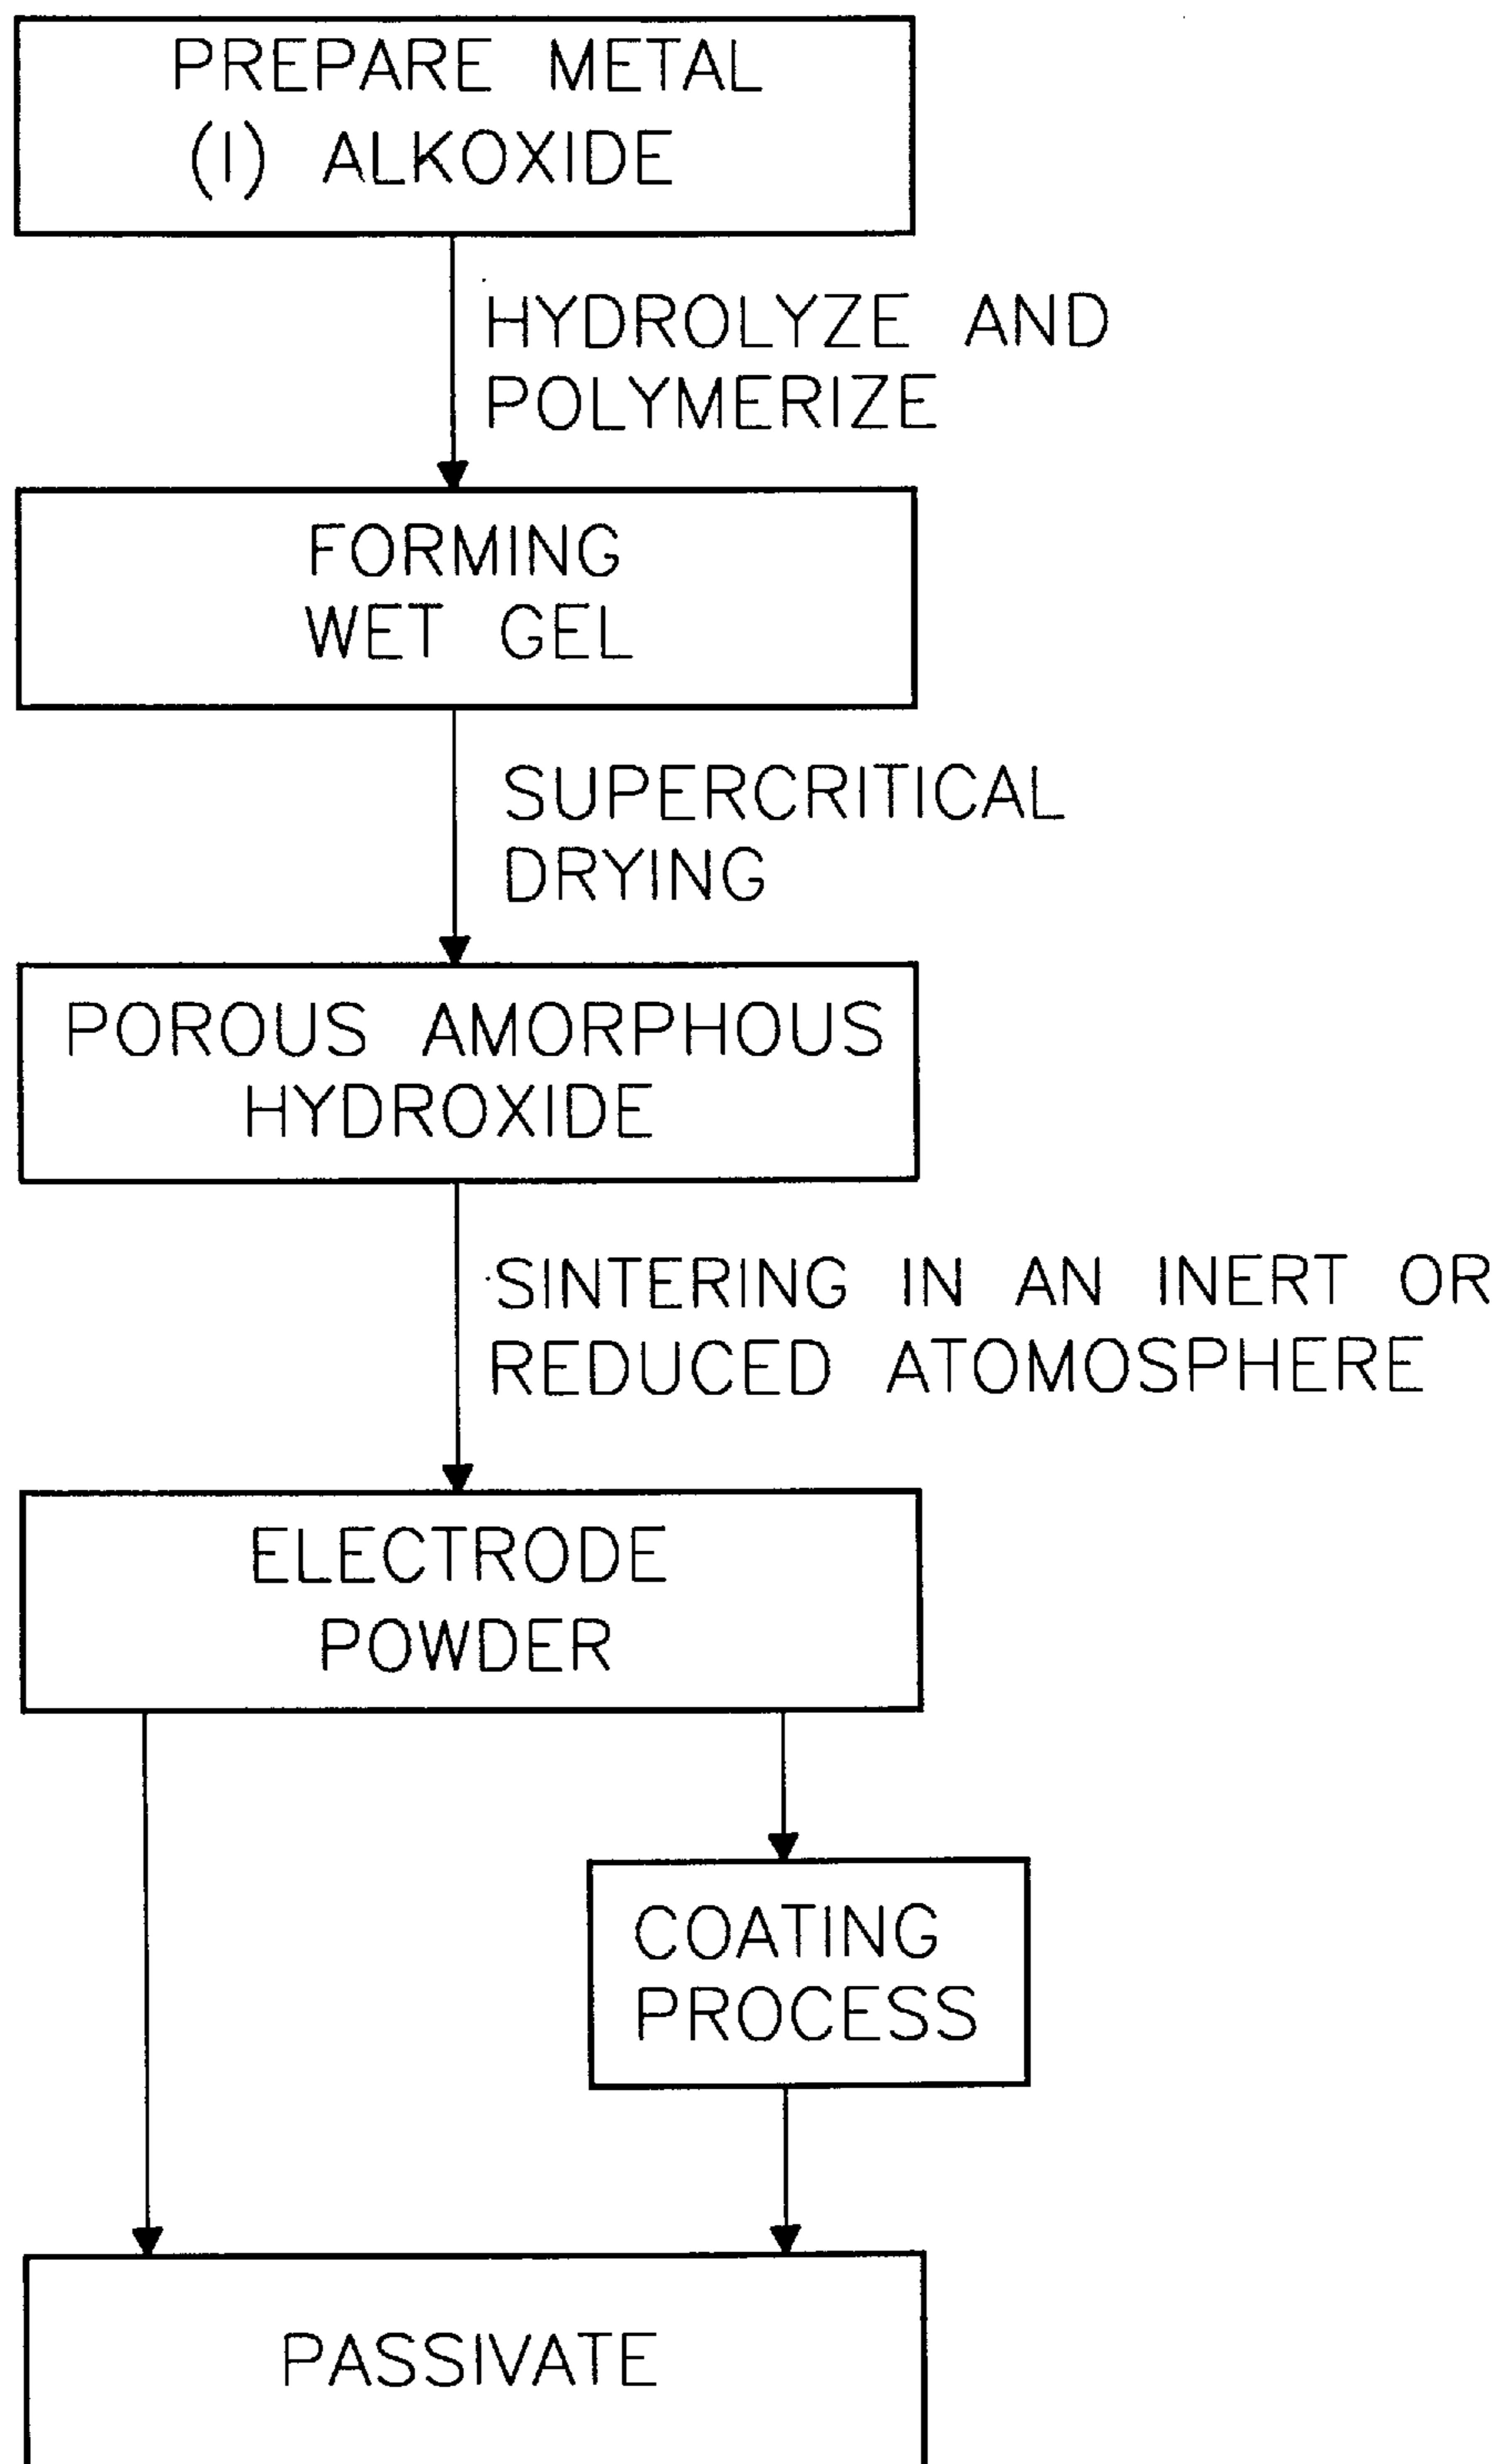 PREPARE METAL
(I) ALKOXIDE
HYDROLYZE AND
POLYMERIZE
FORMING
WET GEL
SUPERCRITICAL
DRYING
POROUS AMORPHOUS
HYDROXIDE
SINTERING IN AN INERT OR
REDUCED ATOMOSPHERE
ELECTRODE
POWDER
COATING
PROCESS
PASSIVATE